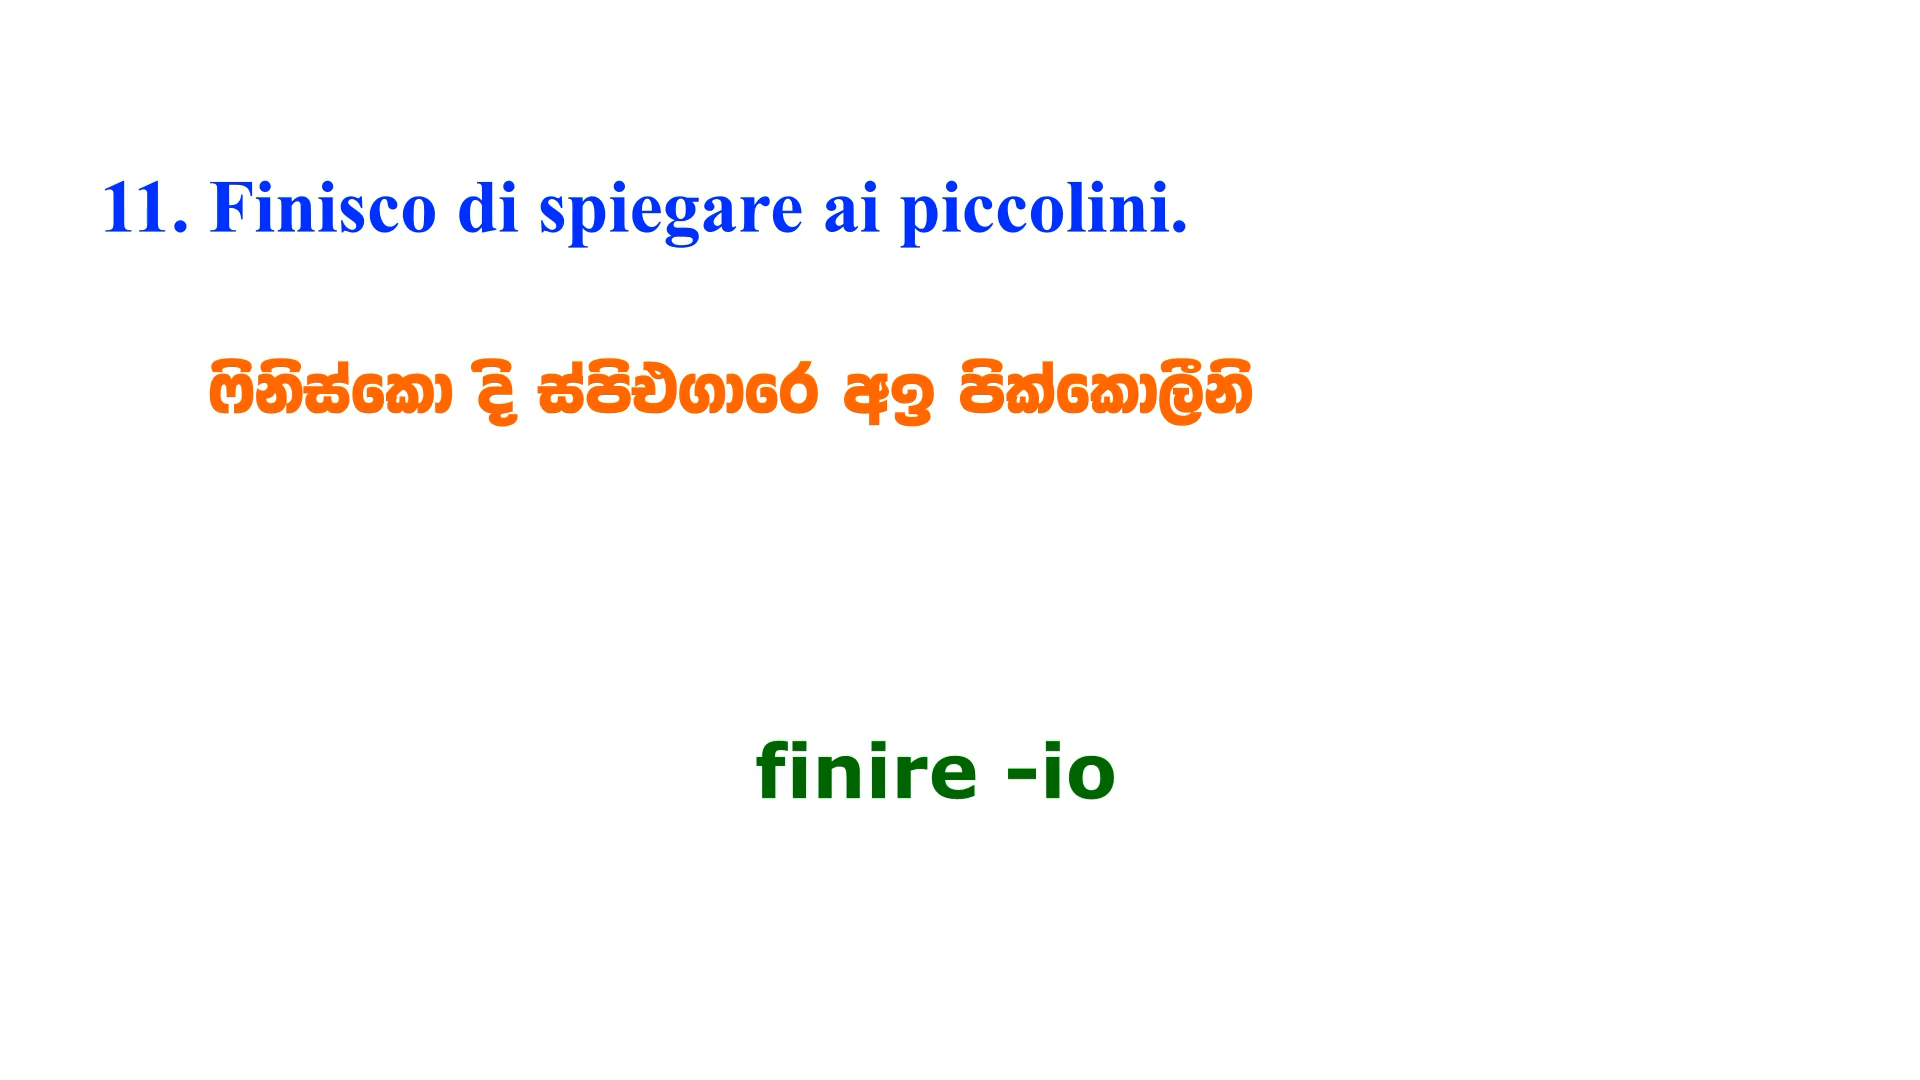 11. Finisco di spiegare ai piccolini.
ෆිනිස්කො දි ස්පිඑගාරෙ අඉ පික්කොලීනි
finire -io